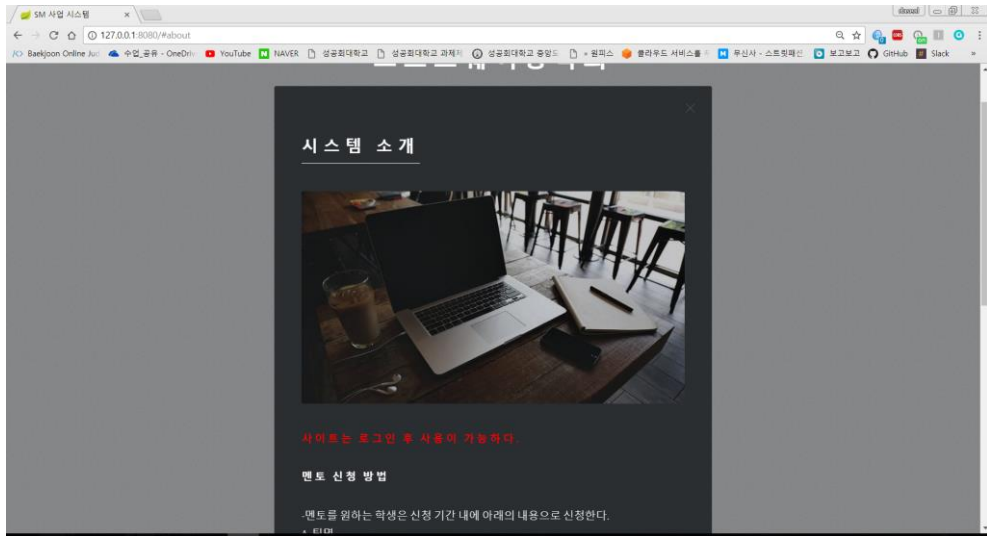 SM 사업 시스템
127.0.0.1:8080/#about
Baekjoon Online Jud
수업_공유 - OneDriv
YouTube
NAVER
성공회대학교
성공회대학교 과제지
성공회대학교 중앙도
» 원피스
클라우드 서비스를
무신사 - 스트릿패션
보고보고
GitHub
Slack
시스템 소개
사이트는 로그인 후 사용이 가능하다.
멘토 신청 방법
-멘토를 원하는 학생은 신청 기간 내에 아래의 내용으로 신청한다.
* 팀명